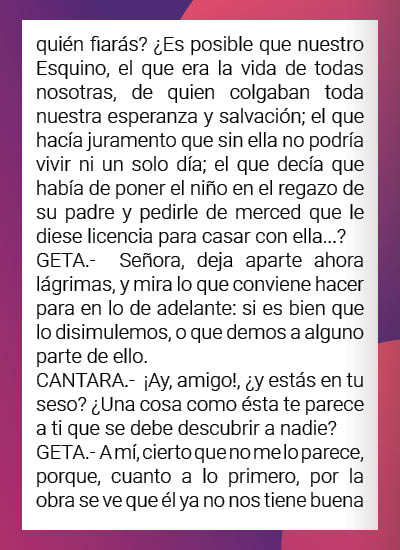 quién fiarás? ¿Es posible que nuestro
Esquino, el que era la vida de todas
nosotras, de quien colgaban toda
nuestra esperanza y salvación; el que
hacía juramento que sin ella no podría
vivir ni un solo día; el que decía que
había de poner el niño en el regazo de
su padre y pedirle de merced que le
diese licencia para casar con ella...?
GETA.- Señora, deja aparte ahora
lágrimas, y mira lo que conviene hacer
para en lo de adelante: si es bien que
lo disimulemos, o que demos a alguno
parte de ello.
CANTARA.- ¡Ay, amigo!, ¿y estás en tu
seso? ¿Una cosa como ésta te parece
a ti que se debe descubrir a nadie?
GETA.- A mí, cierto que no me lo parece,
porque, cuanto a lo primero, por la
obra se ve que él ya no nos tiene buena